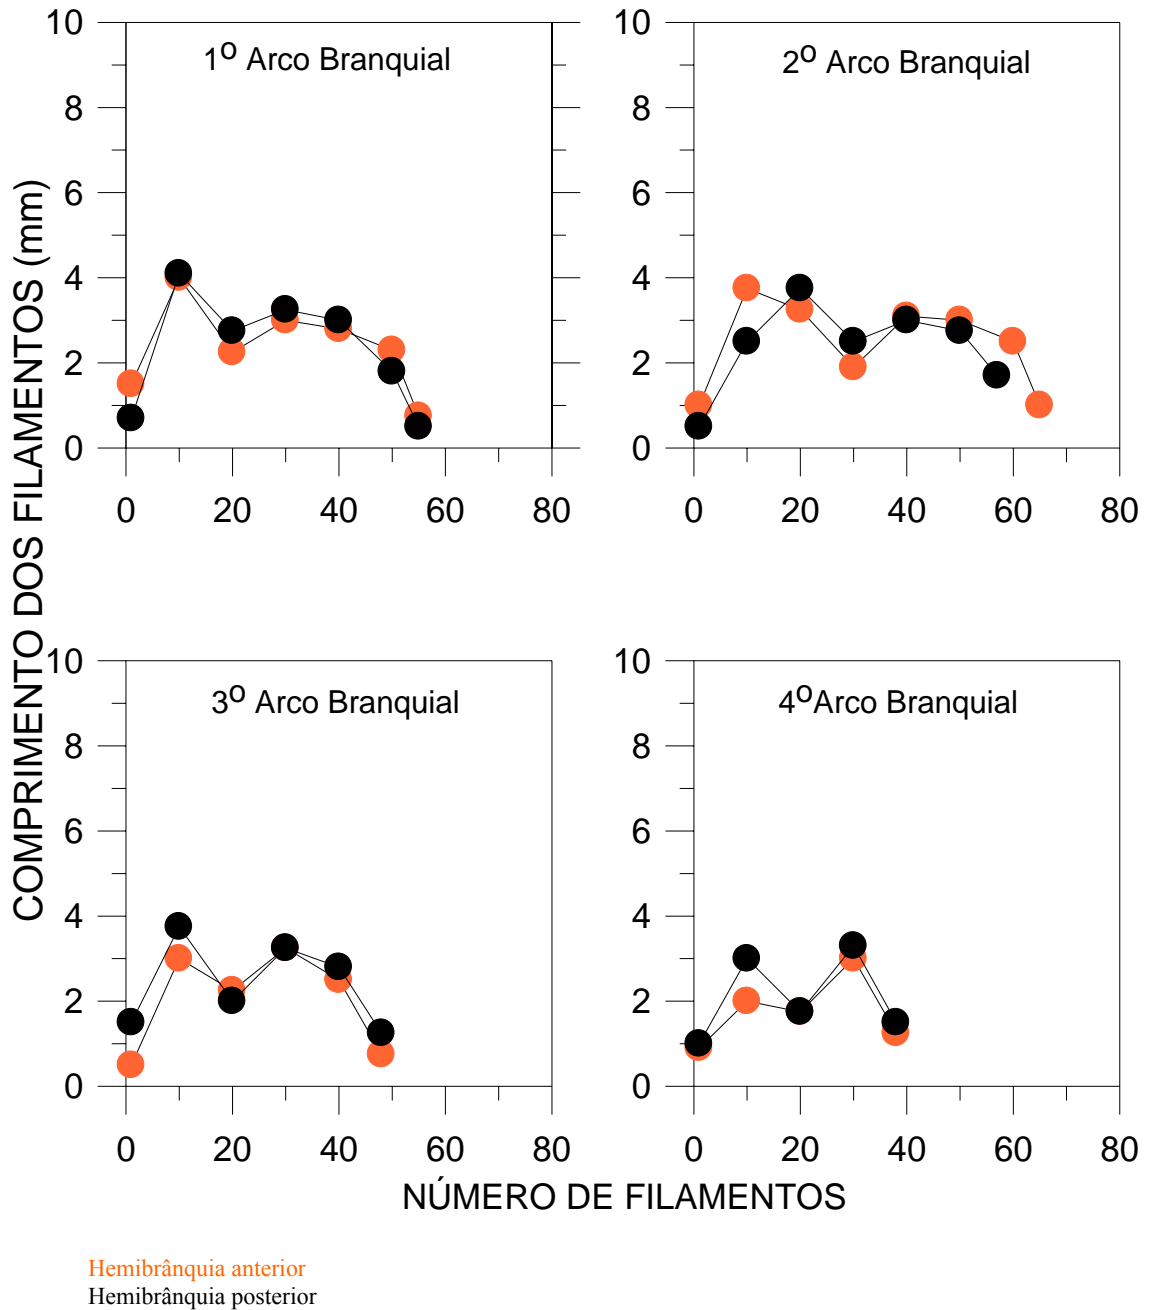 COMPRIMENTO DOS FILAMENTOS (mm)
1º Arco Branquial
10
8
6
4
2
0
0 20 40 60 80
2º Arco Branquial
10
8
6
4
2
0
0 20 40 60 80
3º Arco Branquial
10
8
6
4
2
0
0 20 40 60 80
4ºArco Branquial
10
8
6
4
2
0
0 20 40 60 80
NÚMERO DE FILAMENTOS
Hemibrânquia anterior
Hemibrânquia posterior